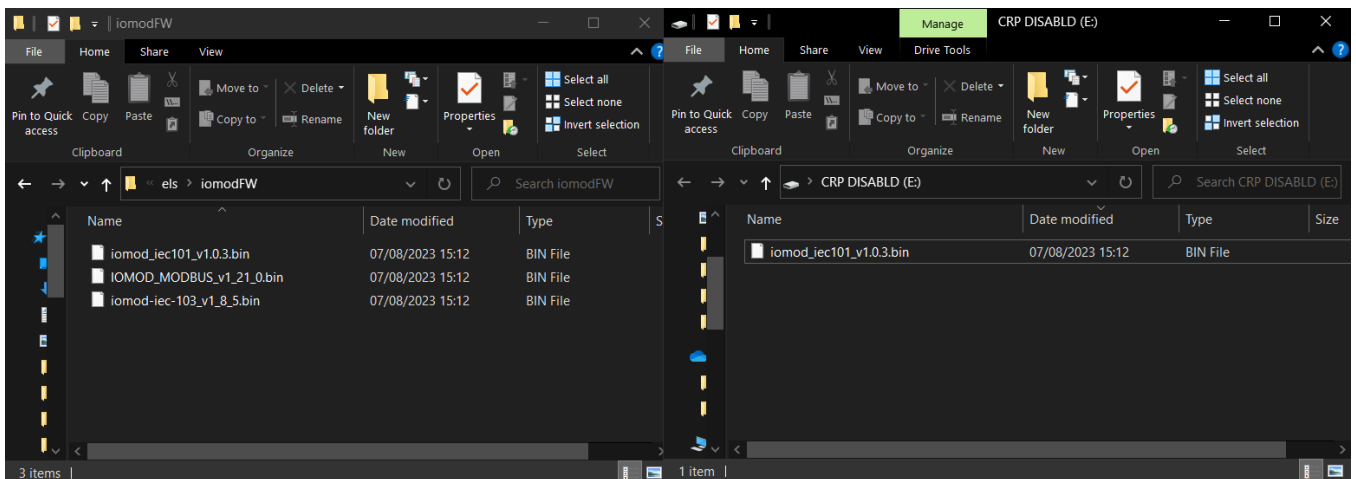 iomodFW
File Home Share View
Pin to Quick access
Copy
Paste
Move to
Copy to
Delete
Rename
New folder
Properties
Select all
Select none
Invert selection
Clipboard Organize New Open Select
els > iomodFW
Search iomodFW
Name Date modified Type S
iomod_iec101_v1.0.3.bin 07/08/2023 15:12 BIN File
IOMOD_MODBUS_v1_21_0.bin 07/08/2023 15:12 BIN File
iomod-iec-103_v1_8_5.bin 07/08/2023 15:12 BIN File
3 items
Manage CRP DISABLD (E:)
File Home Share View Drive Tools
Pin to Quick access
Copy
Paste
Move to
Copy to
Delete
Rename
New folder
Properties
Select all
Select none
Invert selection
Clipboard Organize New Open Select
CRP DISABLD (E:)
Search CRP DISABLD (E:)
Name Date modified Type Size
iomod_iec101_v1.0.3.bin 07/08/2023 15:12 BIN File
1 item